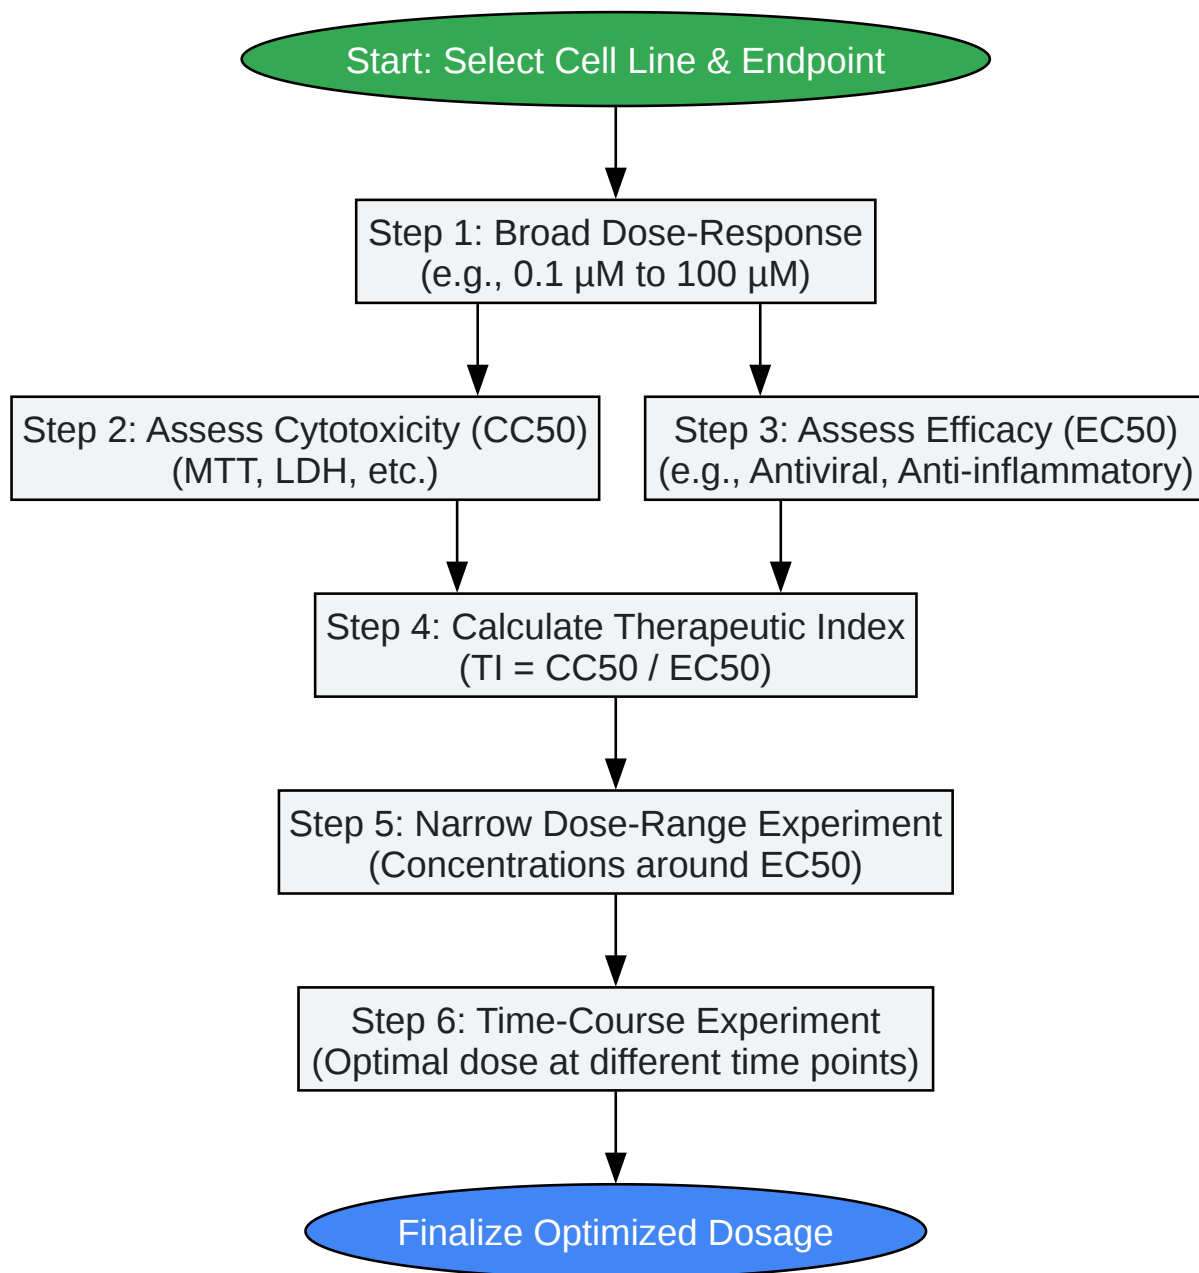 Start: Select Cell Line & Endpoint
Step 1: Broad Dose-Response
(e.g., 0.1 µM to 100 µM)
Step 2: Assess Cytotoxicity (CC50)
(MTT, LDH, etc.)
Step 3: Assess Efficacy (EC50)
(e.g., Antiviral, Anti-inflammatory)
Step 4: Calculate Therapeutic Index
(TI = CC50 / EC50)
Step 5: Narrow Dose-Range Experiment
(Concentrations around EC50)
Step 6: Time-Course Experiment
(Optimal dose at different time points)
Finalize Optimized Dosage